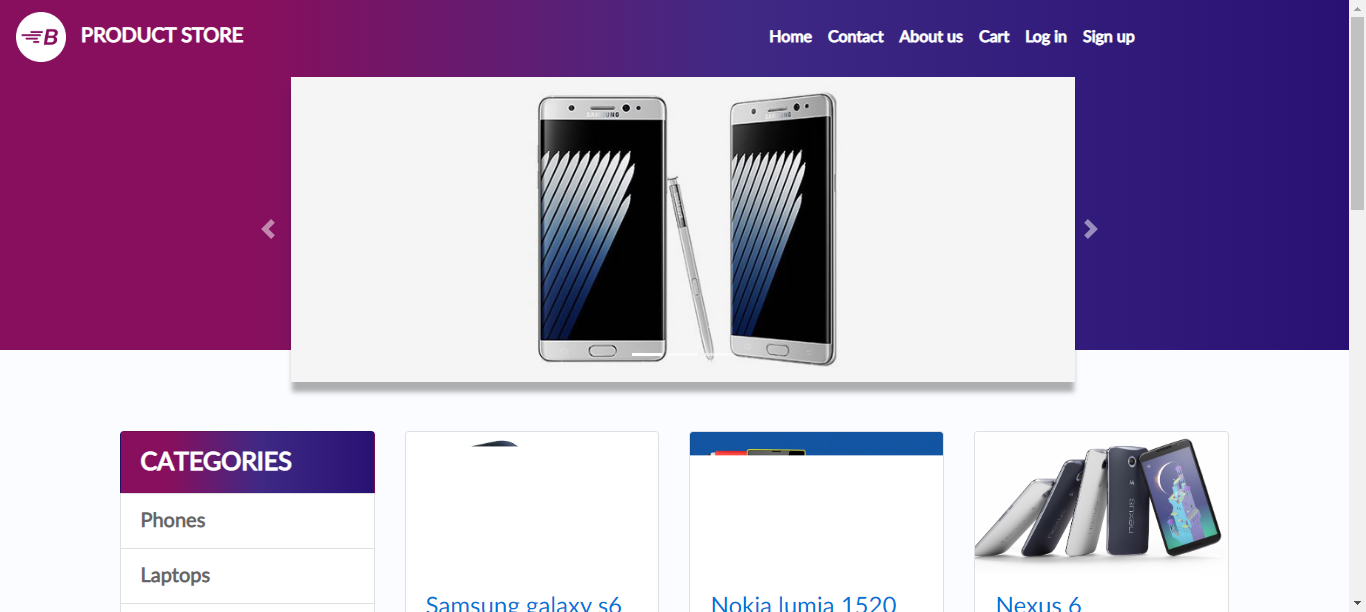 B PRODUCT STORE
Home Contact About us Cart Log in Sign up
SAMSUNG SAMSUNG
CATEGORIES
Phones
Laptops
nexus
Samsung galaxy s6
Nokia lumia 1520
Nexus 6